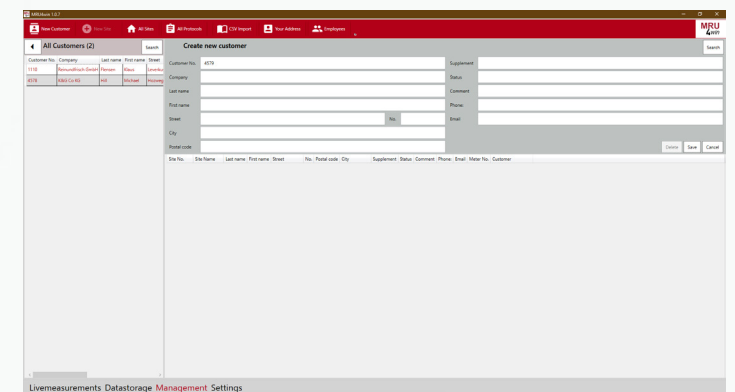 MRU4win 1.0.7
New Customer New Site All Sites All Protocols CSV Import Your Address Employees
MRU
4win
All Customers (2) Search Create new customer Search
Customer No. Company Last name First name Street
1110 Klaus
4578 Hill Michael
Customer No. 4579 Supplement
Company Status
Last name Comment
First name Phone:
Street No. Email
City
Postal code Delete Save Cancel
Site No. Site Name Last name First name Street No. Postal code City Supplement Status Comment Phone Email Meter No. Customer
Livemeasurements Datastorage Management Settings